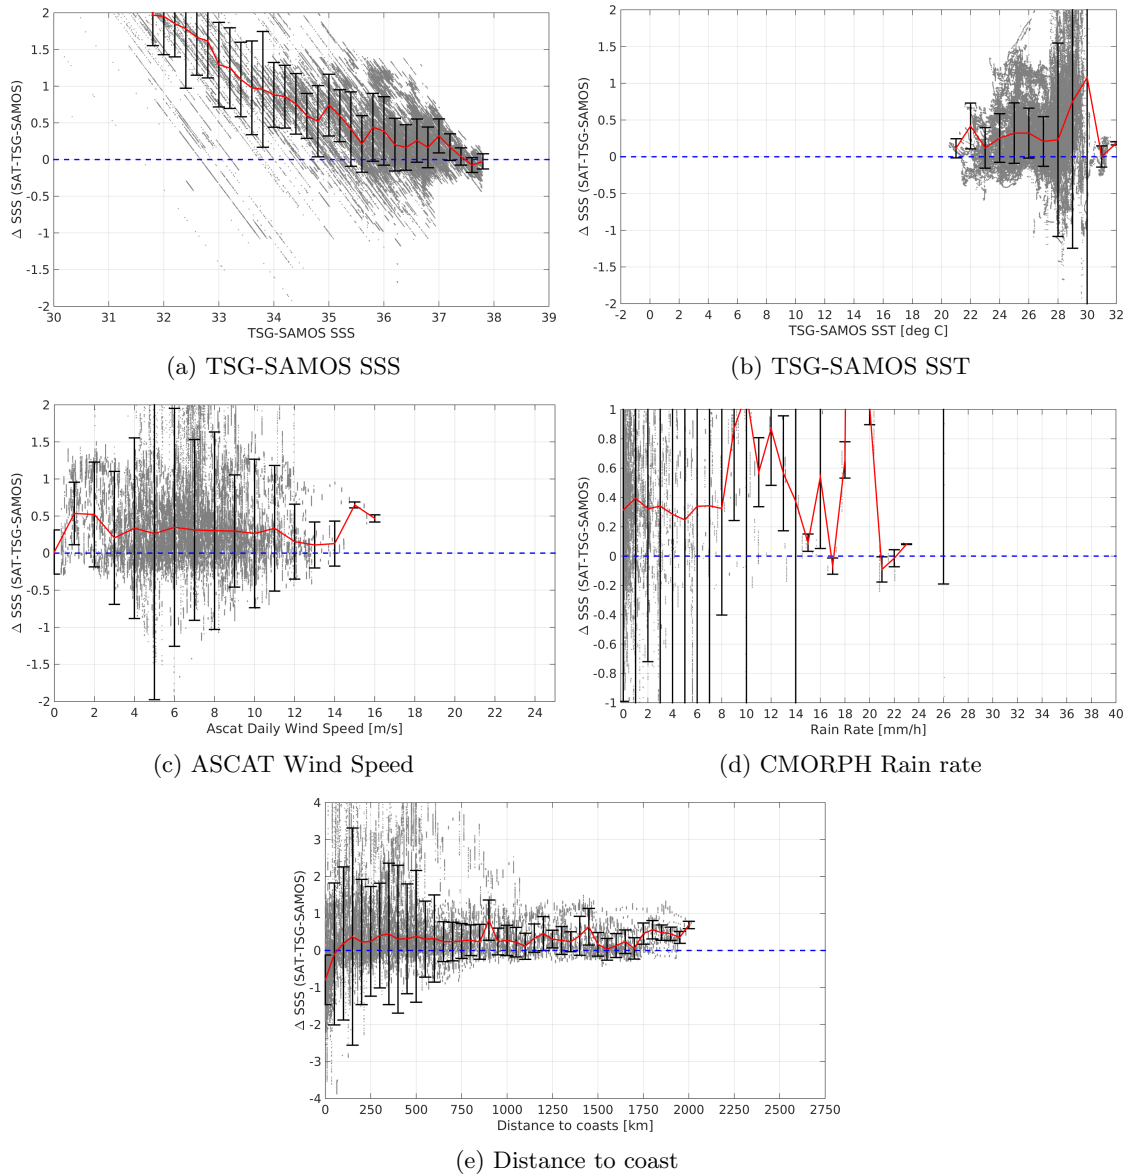 2
1.5
1
0.5
0
-0.5
-1
-1.5
-2
30 31 32 33 34 35 36 37 38 39
TSG-SAMOS SSS
Δ SSS (SAT-TSG-SAMOS)
(a) TSG-SAMOS SSS
2
1.5
1
0.5
0
-0.5
-1
-1.5
-2
-2 0 2 4 6 8 10 12 14 16 18 20 22 24 26 28 30 32
TSG-SAMOS SST [deg C]
Δ SSS (SAT-TSG-SAMOS)
(b) TSG-SAMOS SST
2
1.5
1
0.5
0
-0.5
-1
-1.5
-2
0 2 4 6 8 10 12 14 16 18 20 22 24
Ascat Daily Wind Speed [m/s]
Δ SSS (SAT-TSG-SAMOS)
(c) ASCAT Wind Speed
1
0.8
0.6
0.4
0.2
0
-0.2
-0.4
-0.6
-0.8
-1
0 2 4 6 8 10 12 14 16 18 20 22 24 26 28 30 32 34 36 38 40
Rain Rate [mm/h]
Δ SSS (SAT-TSG-SAMOS)
(d) CMORPH Rain rate
4
3
2
1
0
-1
-2
-3
-4
0 250 500 750 1000 1250 1500 1750 2000 2250 2500 2750
Distance to coasts [km]
Δ SSS (SAT-TSG-SAMOS)
(e) Distance to coast